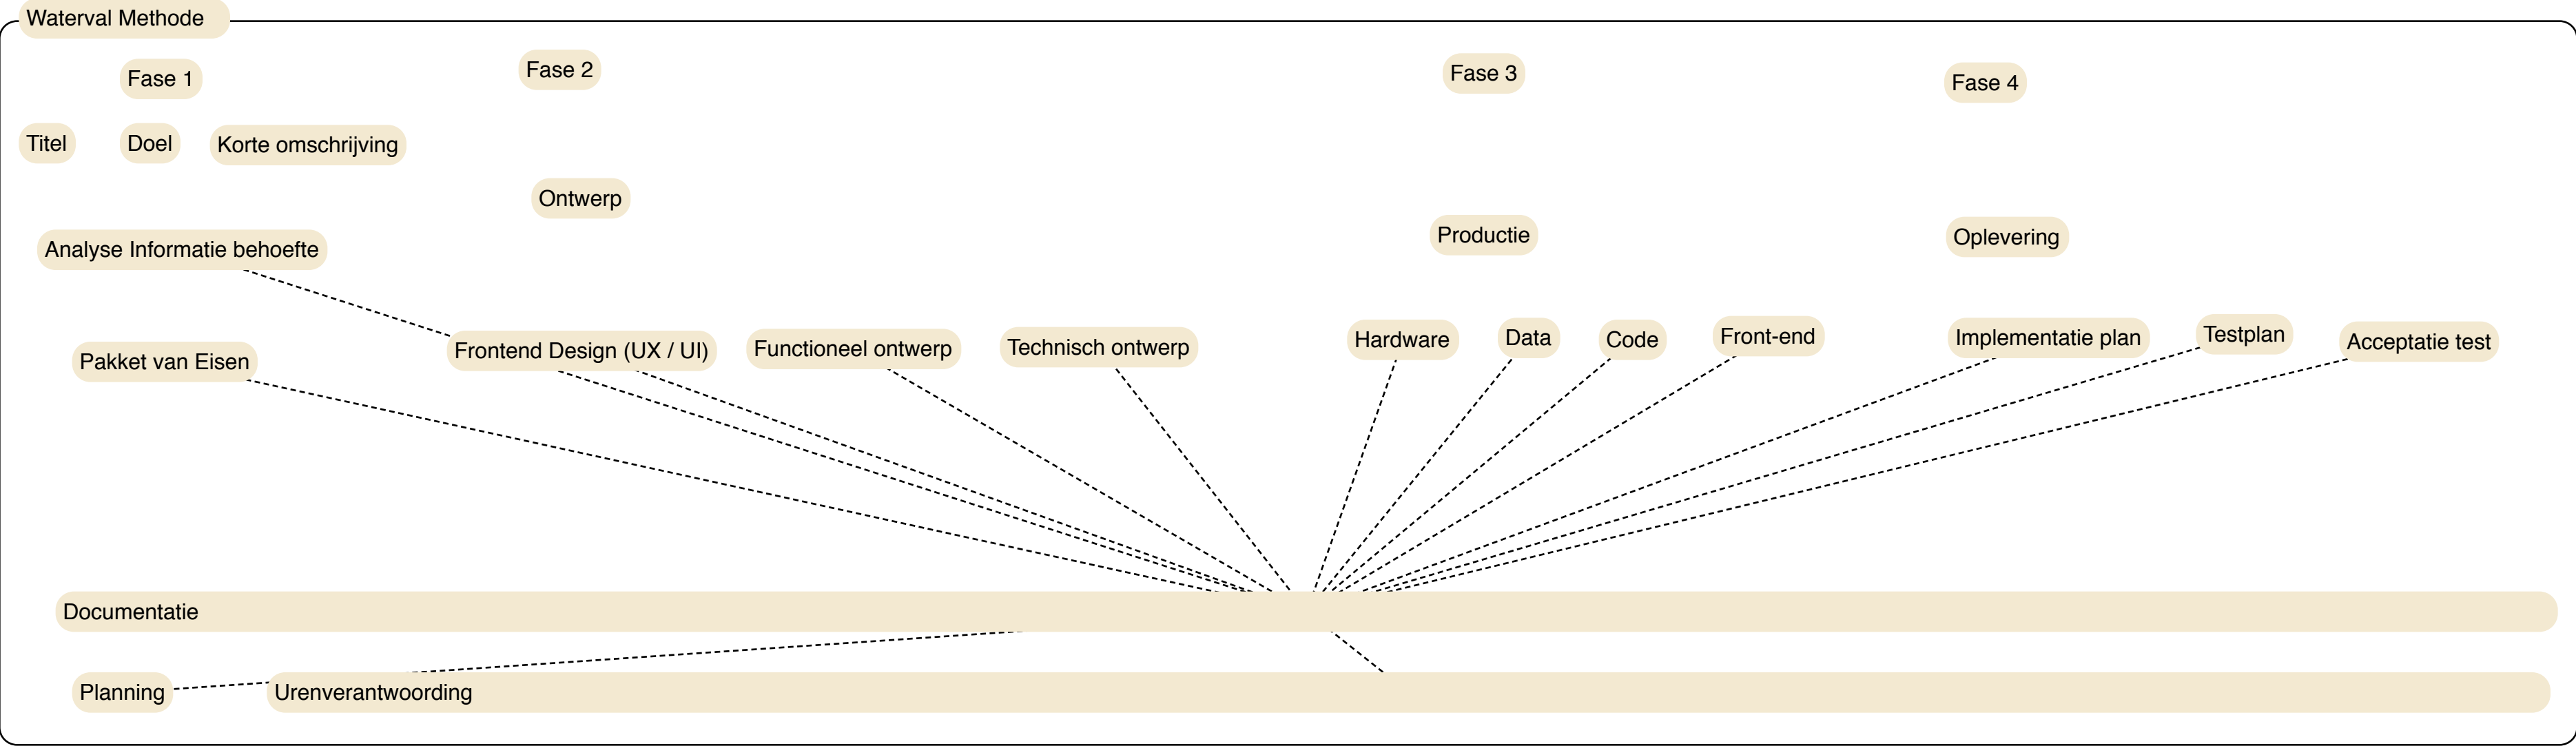 Waterval Methode
Fase 1
Fase 2
Fase 3
Fase 4
Titel
Doel
Korte omschrijving
Ontwerp
Analyse Informatie behoefte
Productie
Oplevering
Pakket van Eisen
Frontend Design (UX / UI)
Functioneel ontwerp
Technisch ontwerp
Hardware
Data
Code
Front-end
Implementatie plan
Testplan
Acceptatie test
Documentatie
Planning
Urenverantwoording